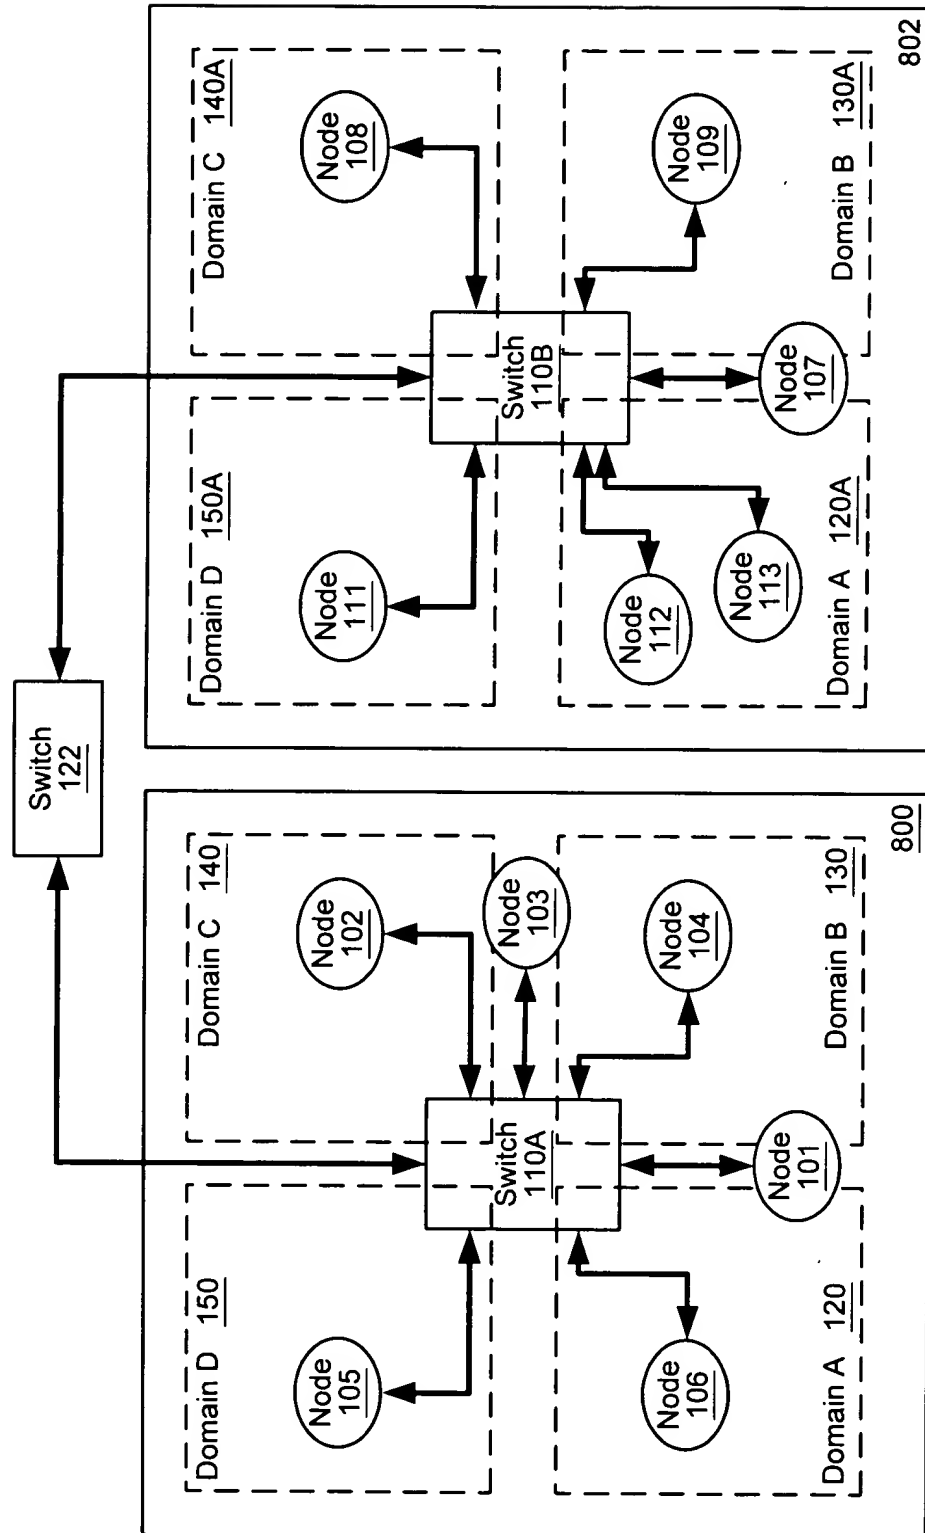 Switch
122
Domain D 150
Domain C 140
Node
105
Node
102
Switch
110A
Node
103
Node
106
Node
104
Node
101
Domain A 120
Domain B 130
800
Domain D 150A
Domain C 140A
Node
111
Node
108
Switch
110B
Node
112
Node
113
Node
109
Node
107
Domain A 120A
Domain B 130A
802